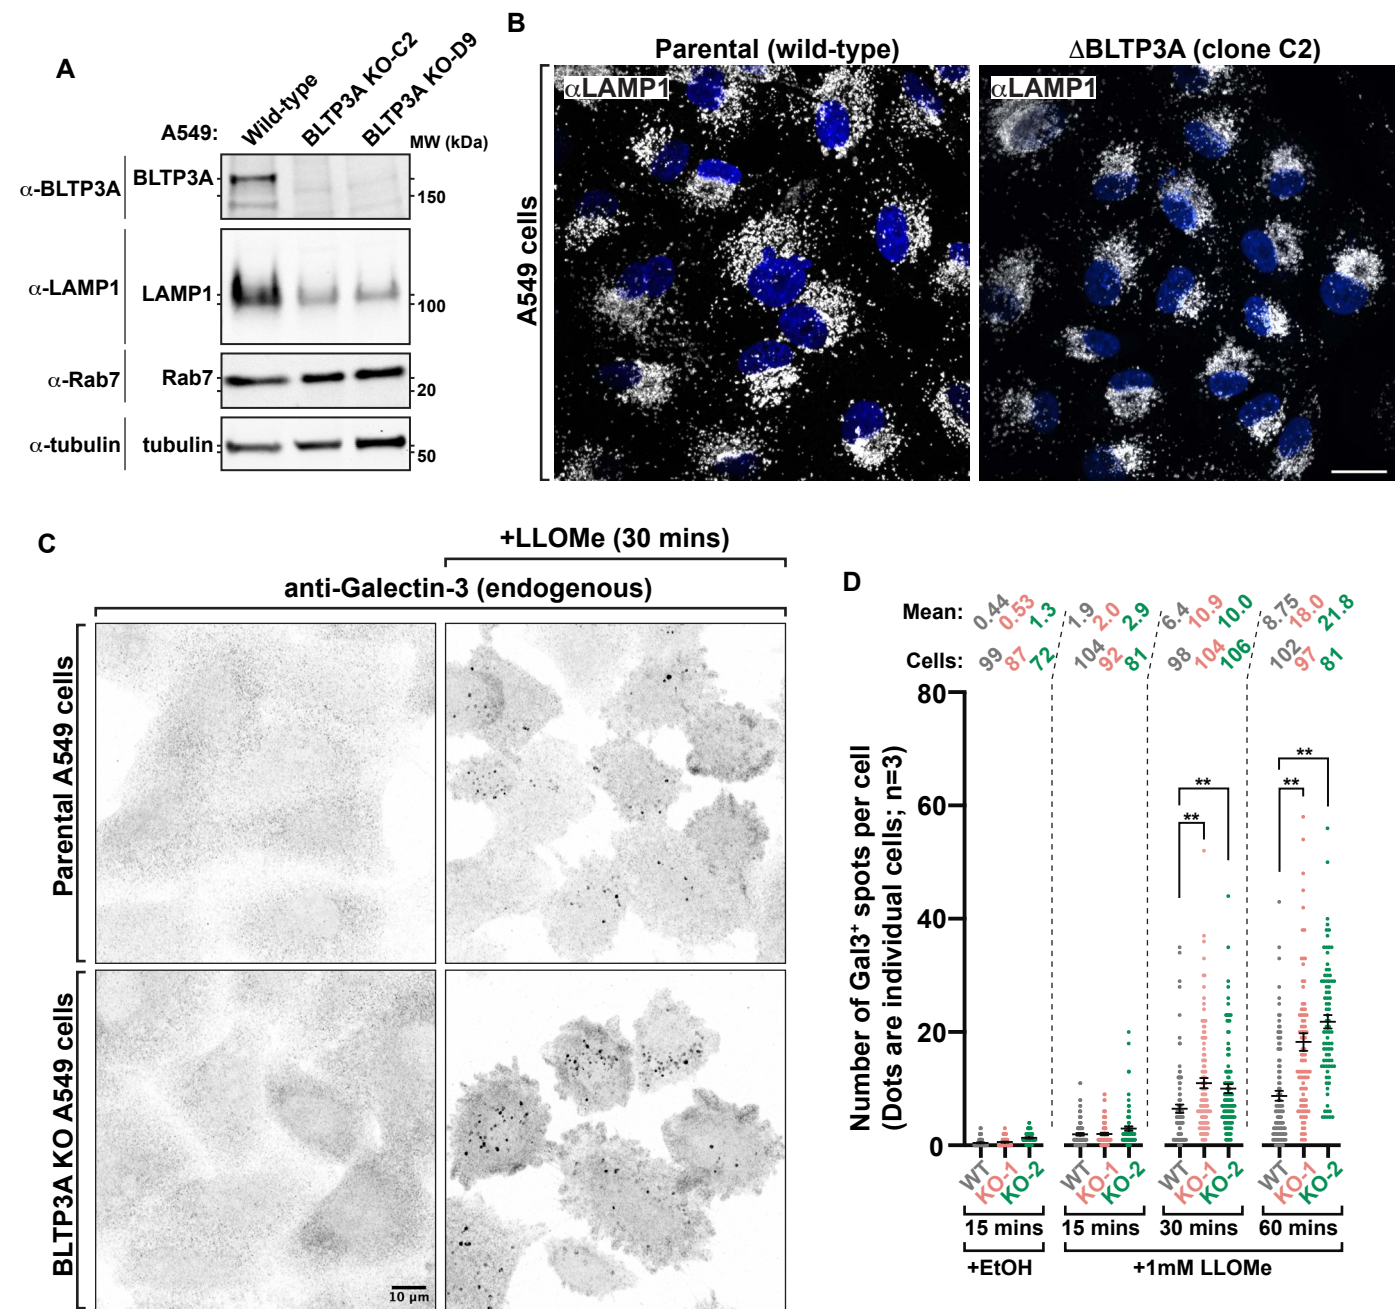 A
A549:
Wild-type
BLTP3A KO-C2
BLTP3A KO-D9
MW (kDa)
α-BLTP3A
BLTP3A
150
α-LAMP1
LAMP1
100
α-Rab7
Rab7
20
α-tubulin
tubulin
50
B
Parental (wild-type)
ΔBLTP3A (clone C2)
A549 cells
αLAMP1
αLAMP1
C
+LLOMe (30 mins)
anti-Galectin-3 (endogenous)
Parental A549 cells
BLTP3A KO A549 cells
10 μm
D
Mean: 0.44 0.53 1.3 1.9 2.0 2.9 6.4 10.9 10.0 8.75 18.0 21.8
Cells: 99 87 72 104 92 81 98 104 106 102 97 81
Number of Gal3⁺ spots per cell
(Dots are individual cells; n=3)
80
60
40
20
0
** **
** **
WT KO-1 KO-2 WT KO-1 KO-2 WT KO-1 KO-2 WT KO-1 KO-2
15 mins 15 mins 30 mins 60 mins
+EtOH +1mM LLOMe